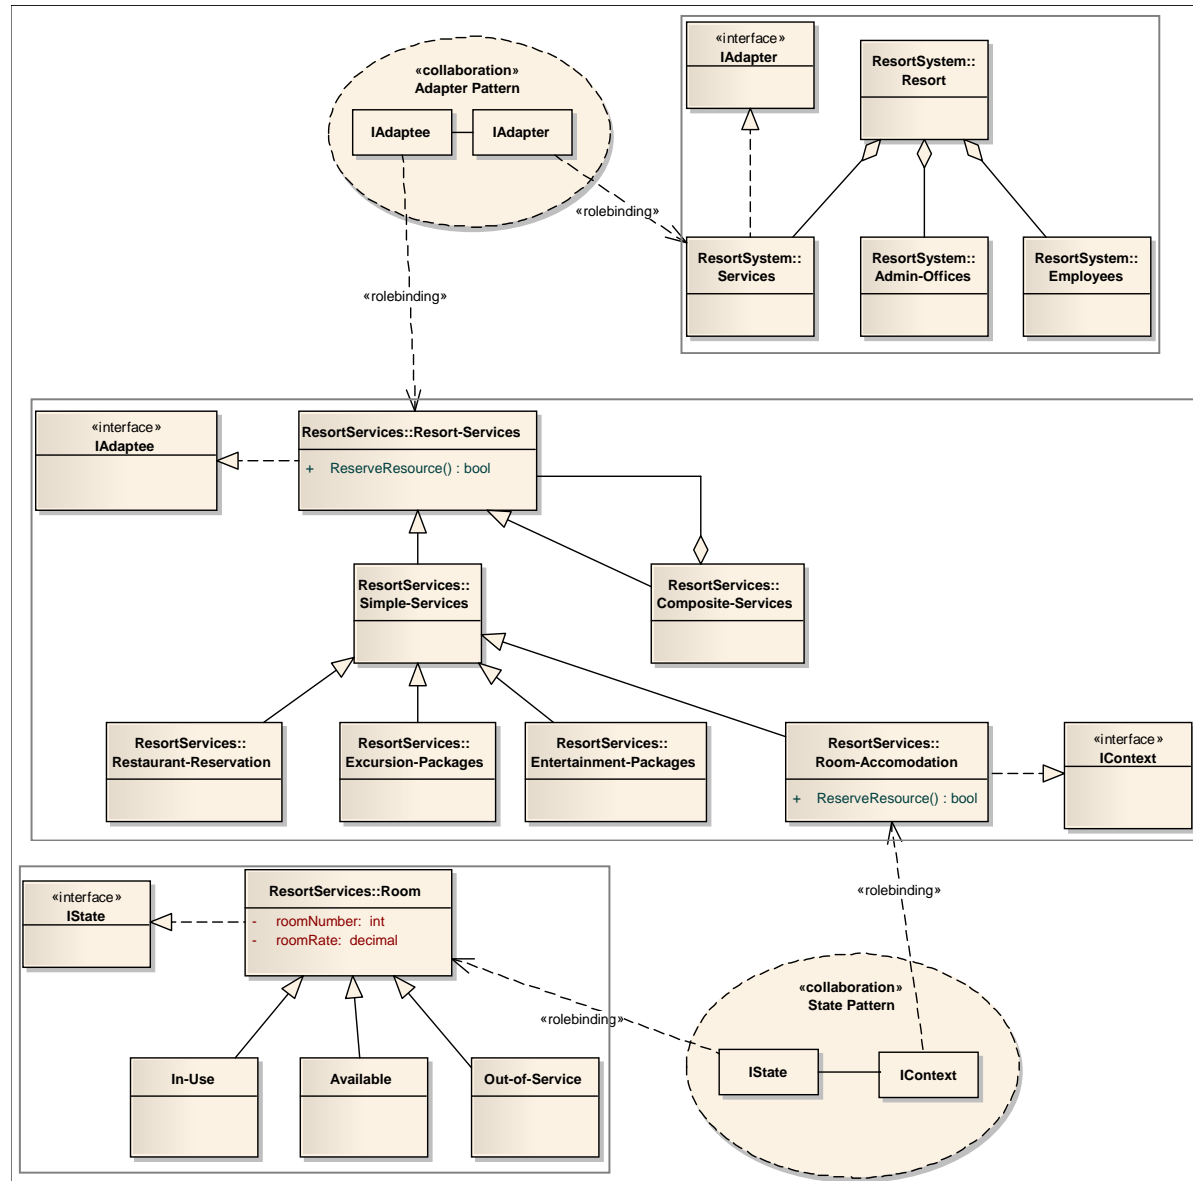 «collaboration»
Adapter Pattern
IAdaptee
IAdapter
«rolebinding»
«rolebinding»
«interface»
IAdapter
ResortSystem::
Resort
ResortSystem::
Services
ResortSystem::
Admin-Offices
ResortSystem::
Employees
«interface»
IAdaptee
ResortServices::Resort-Services
+ ReserveResource() : bool
ResortServices::
Simple-Services
ResortServices::
Composite-Services
ResortServices::
Restaurant-Reservation
ResortServices::
Excursion-Packages
ResortServices::
Entertainment-Packages
ResortServices::
Room-Accomodation
+ ReserveResource() : bool
«interface»
IContext
«interface»
IState
ResortServices::Room
- roomNumber: int
- roomRate: decimal
In-Use
Available
Out-of-Service
«rolebinding»
«rolebinding»
«collaboration»
State Pattern
IState
IContext